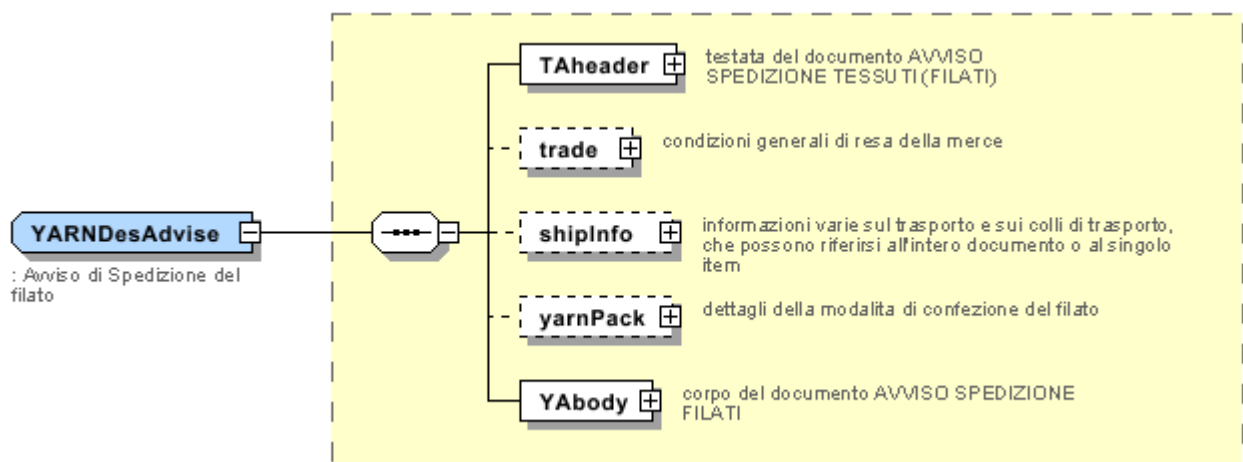 TAheader
testata del documento AVVISO
SPEDIZIONE TESSUTI (FILATI)
trade
condizioni generali di resa della merce
YARNDesAdvise
: Avviso di Spedizione del
filato
shipInfo
informazioni varie sul trasporto e sui colli di trasporto,
che possono riferirsi all'intero documento o al singolo
item
yarnPack
dettagli della modalita di confezione del filato
YAbody
corpo del documento AVVISO SPEDIZIONE
FILATI